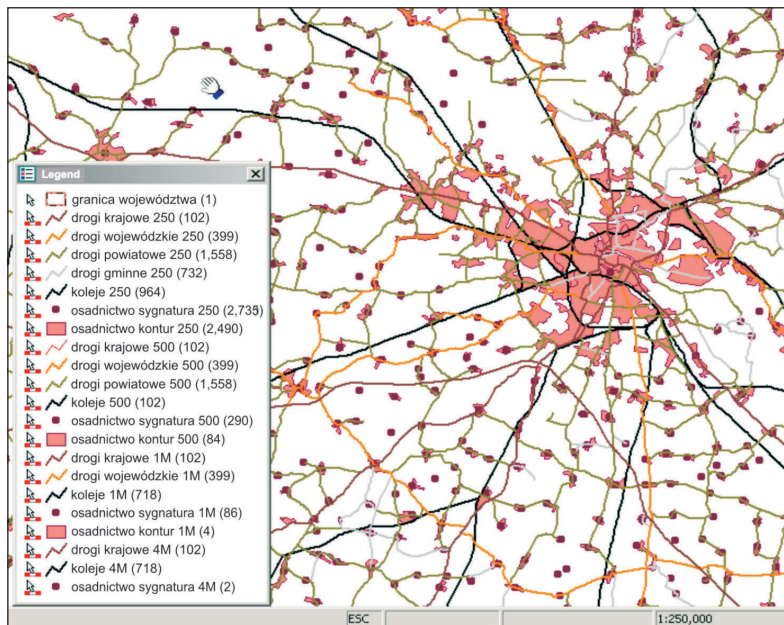 Legend
granica województwa (1)
drogi krajowe 250 (102)
drogi wojewódzkie 250 (399)
drogi powiatowe 250 (1,558)
drogi gminne 250 (732)
koleje 250 (964)
osadnictwo sygnatura 250 (2,735)
osadnictwo kontur 250 (2,490)
drogi krajowe 500 (102)
drogi wojewódzkie 500 (399)
drogi powiatowe 500 (1,558)
koleje 500 (102)
osadnictwo sygnatura 500 (290)
osadnictwo kontur 500 (84)
drogi krajowe 1M (102)
drogi wojewódzkie 1M (399)
koleje 1M (718)
osadnictwo sygnatura 1M (86)
osadnictwo kontur 1M (4)
drogi krajowe 4M (102)
koleje 4M (718)
osadnictwo sygnatura 4M (2)
ESC 1:250,000